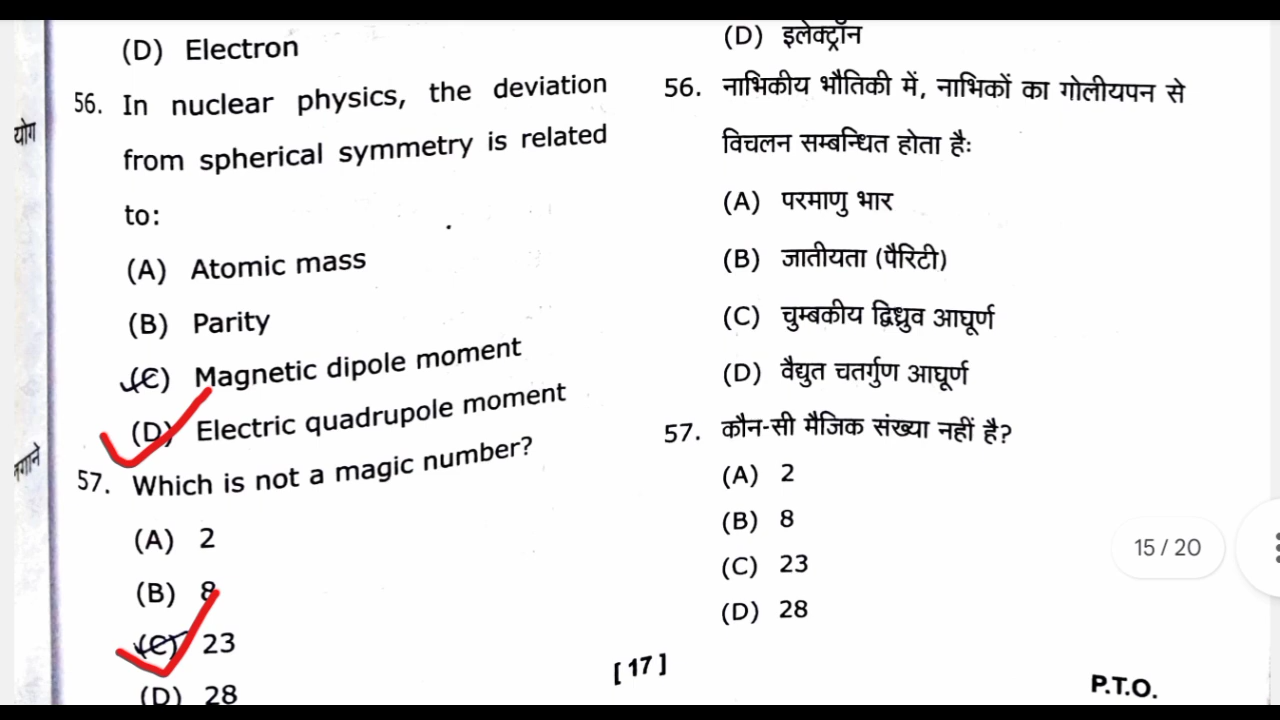 (D) Electron
56. In nuclear physics, the deviation
from spherical symmetry is related
to:
(A) Atomic mass
(B) Parity
(C) Magnetic dipole moment
(D) Electric quadrupole moment
57. Which is not a magic number?
(A) 2
(B) 8
(C) 23
(D) 28
(D) इलेक्ट्रॉन
56. नाभिकीय भौतिकी में, नाभिकों का गोलीयपन से
विचलन सम्बन्धित होता हैः
(A) परमाणु भार
(B) जातीयता (पैरिटी)
(C) चुम्बकीय द्विध्रुव आघूर्ण
(D) वैद्युत चतर्गुण आघूर्ण
57. कौन-सी मैजिक संख्या नहीं है?
(A) 2
(B) 8
(C) 23
(D) 28
[ 17 ]
P.T.O.
योग
15 / 20